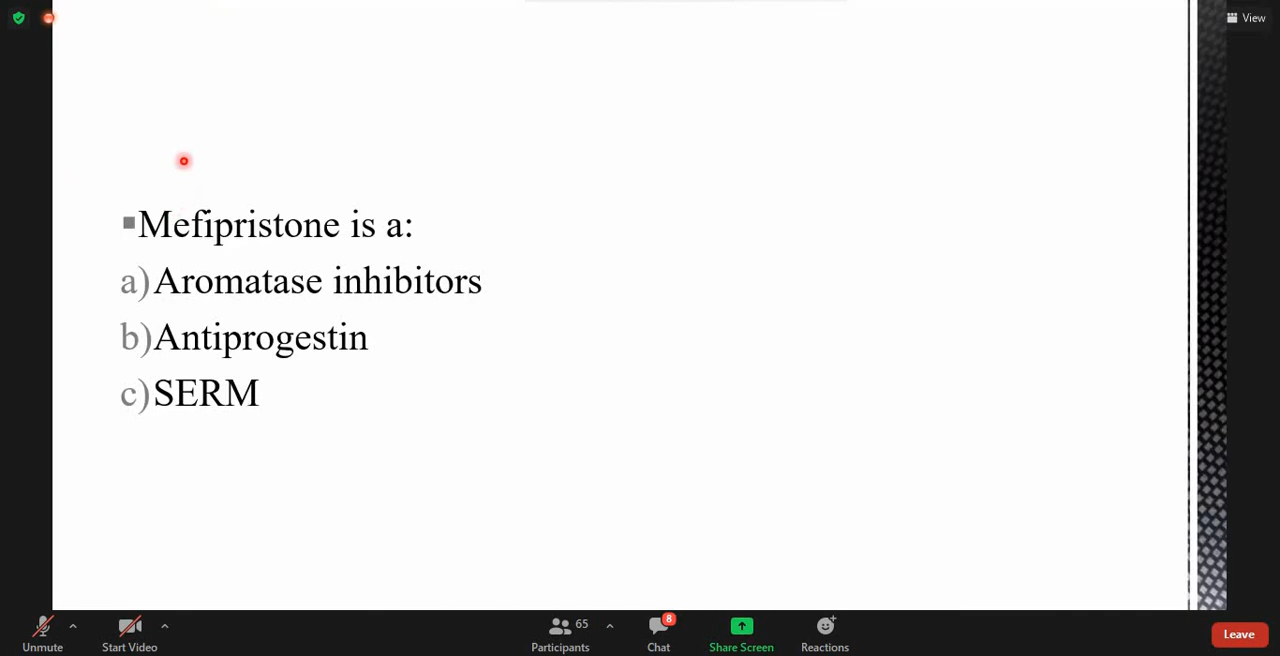 View
Mefipristone is a:
a)Aromatase inhibitors
b)Antiprogestin
c)SERM
65
8
Unmute
Start Video
Participants
Chat
Share Screen
Reactions
Leave